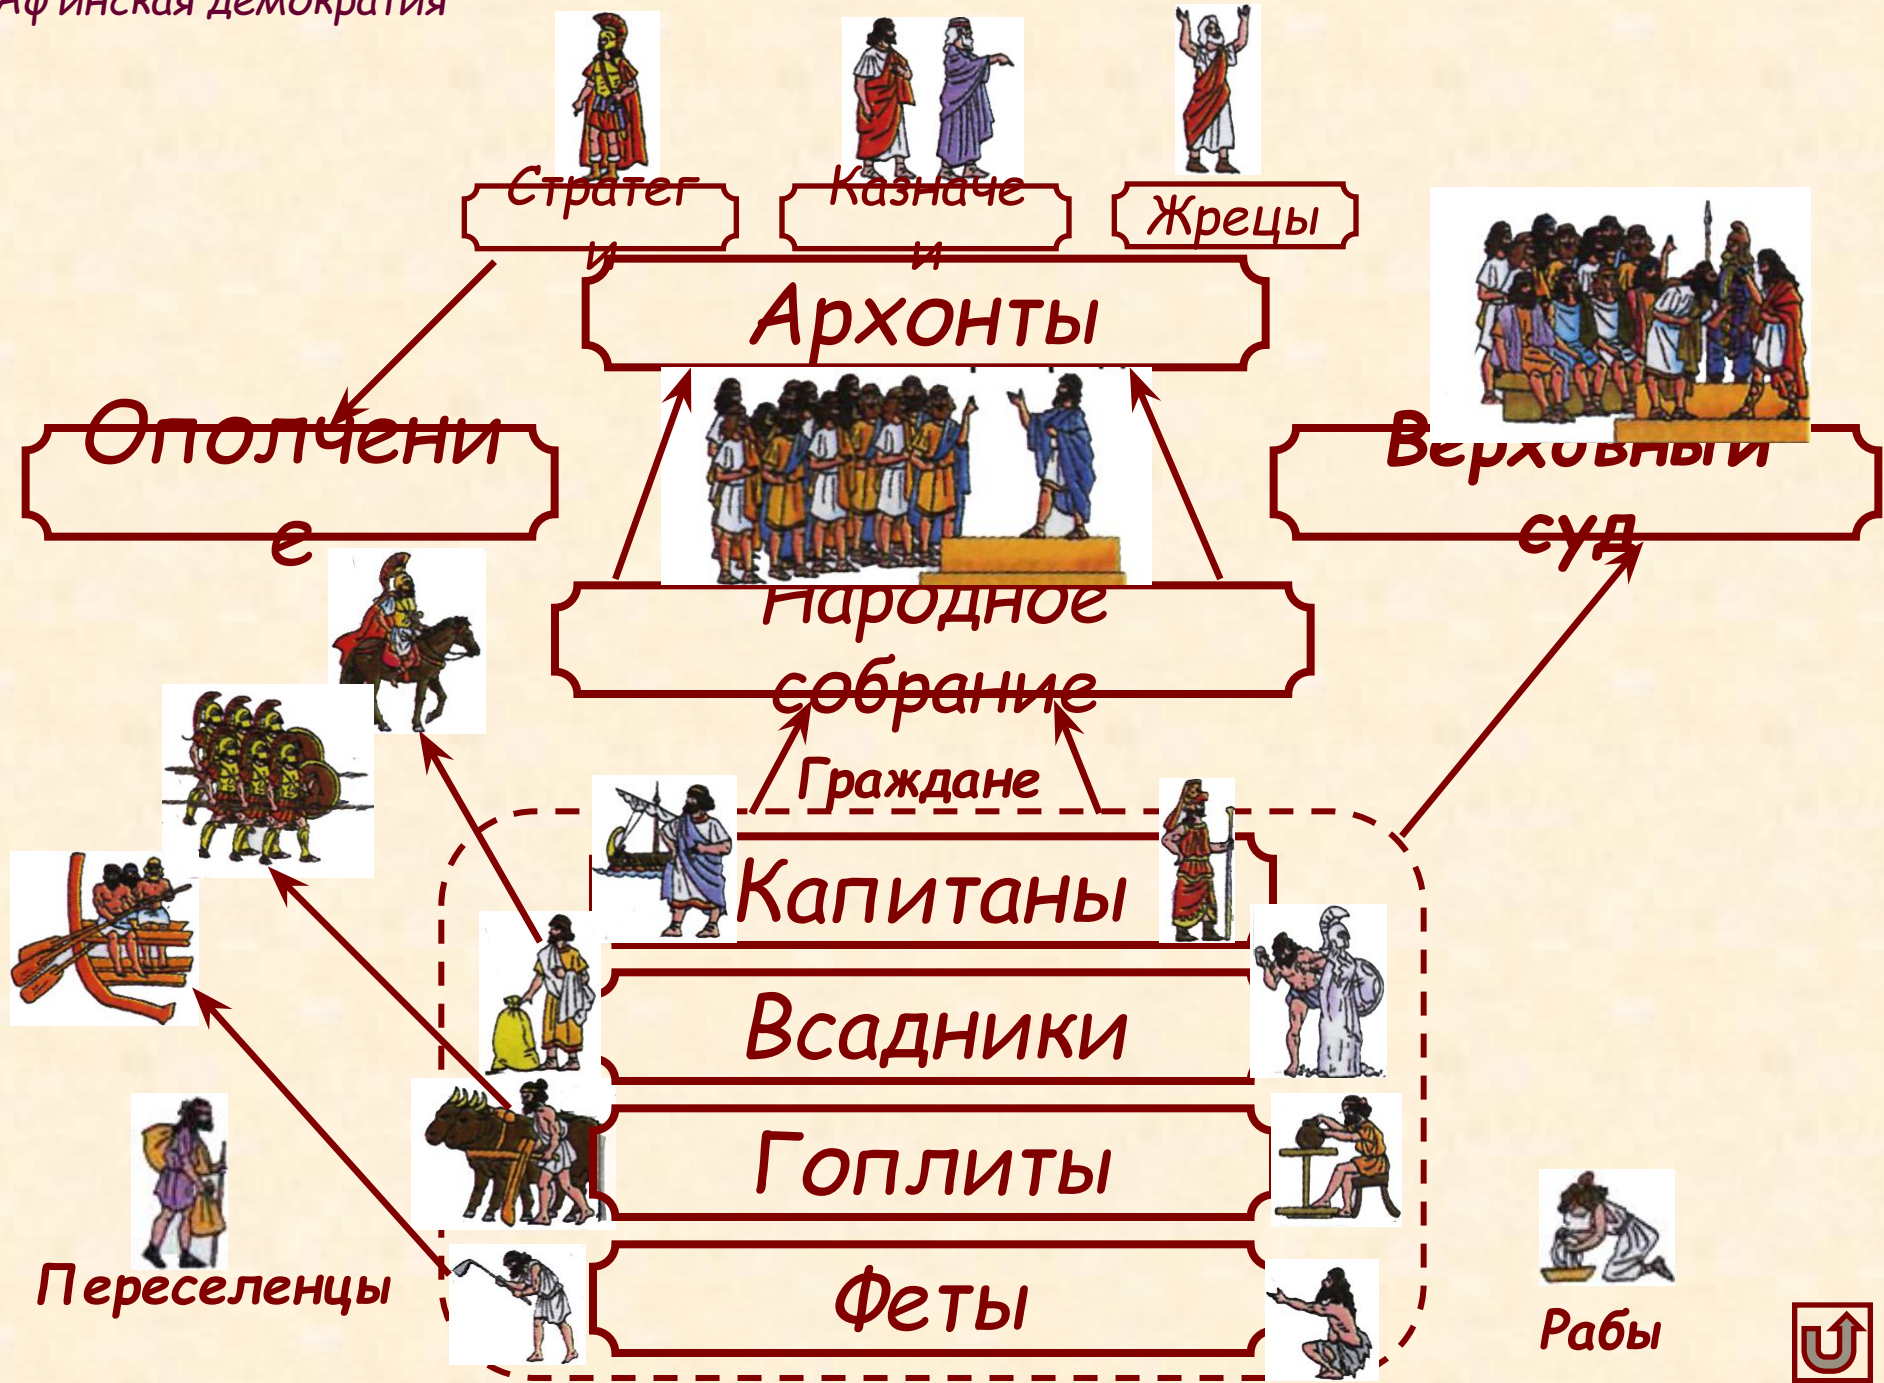 Афинская демократия
Стратег
и
Казначе
и
Жрецы
Архонты
Ополчени
е
Верховный
суд
Народное
собрание
Граждане
Капитаны
Всадники
Гоплиты
Феты
Переселенцы
Рабы